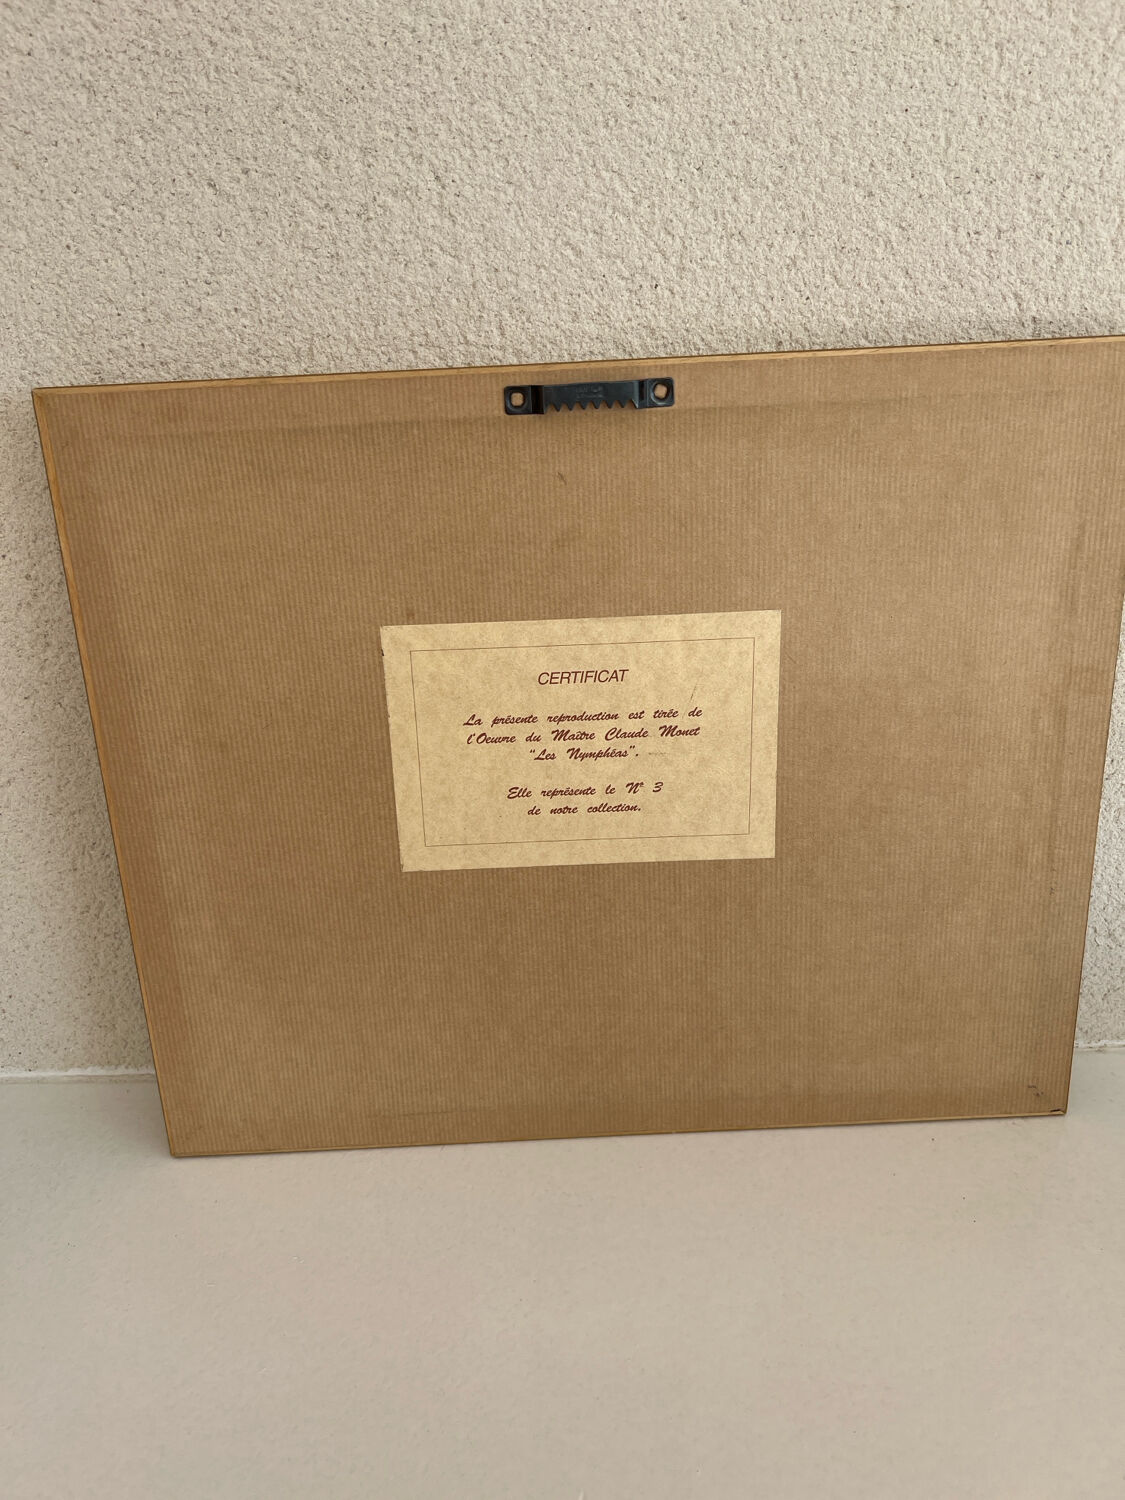 CERTIFICAT
La présente reproduction est tirée de
l'Oeuvre du Maître Claude Monet
"Les Nymphéas".
Elle représente le Nº 3
de notre collection.